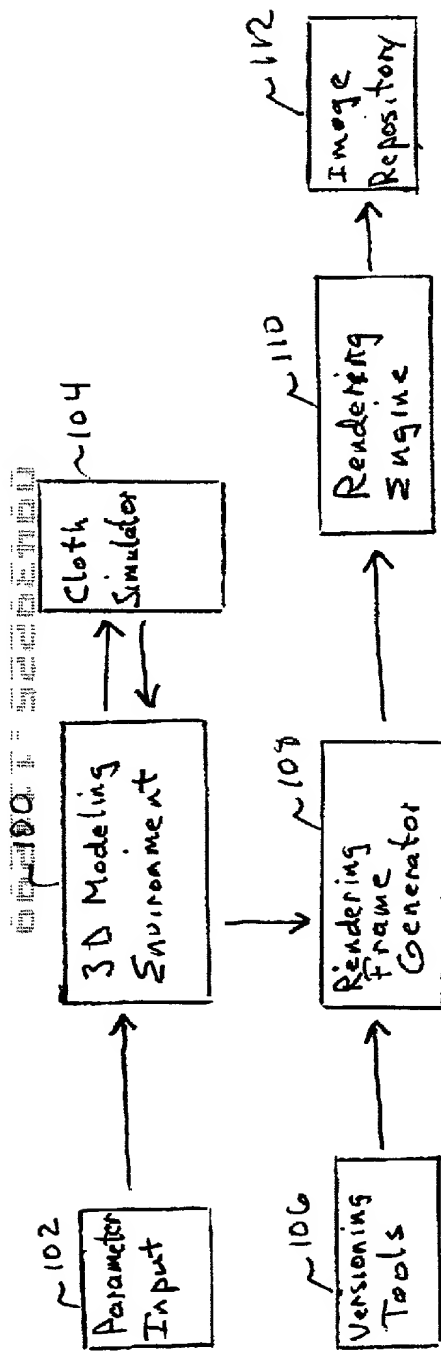 102
Parameter
Input
100
3D Modeling
Environment
104
Cloth
Simulator
106
Versioning
Tools
108
Rendering
Frame
Generator
110
Rendering
Engine
112
Image
Repository